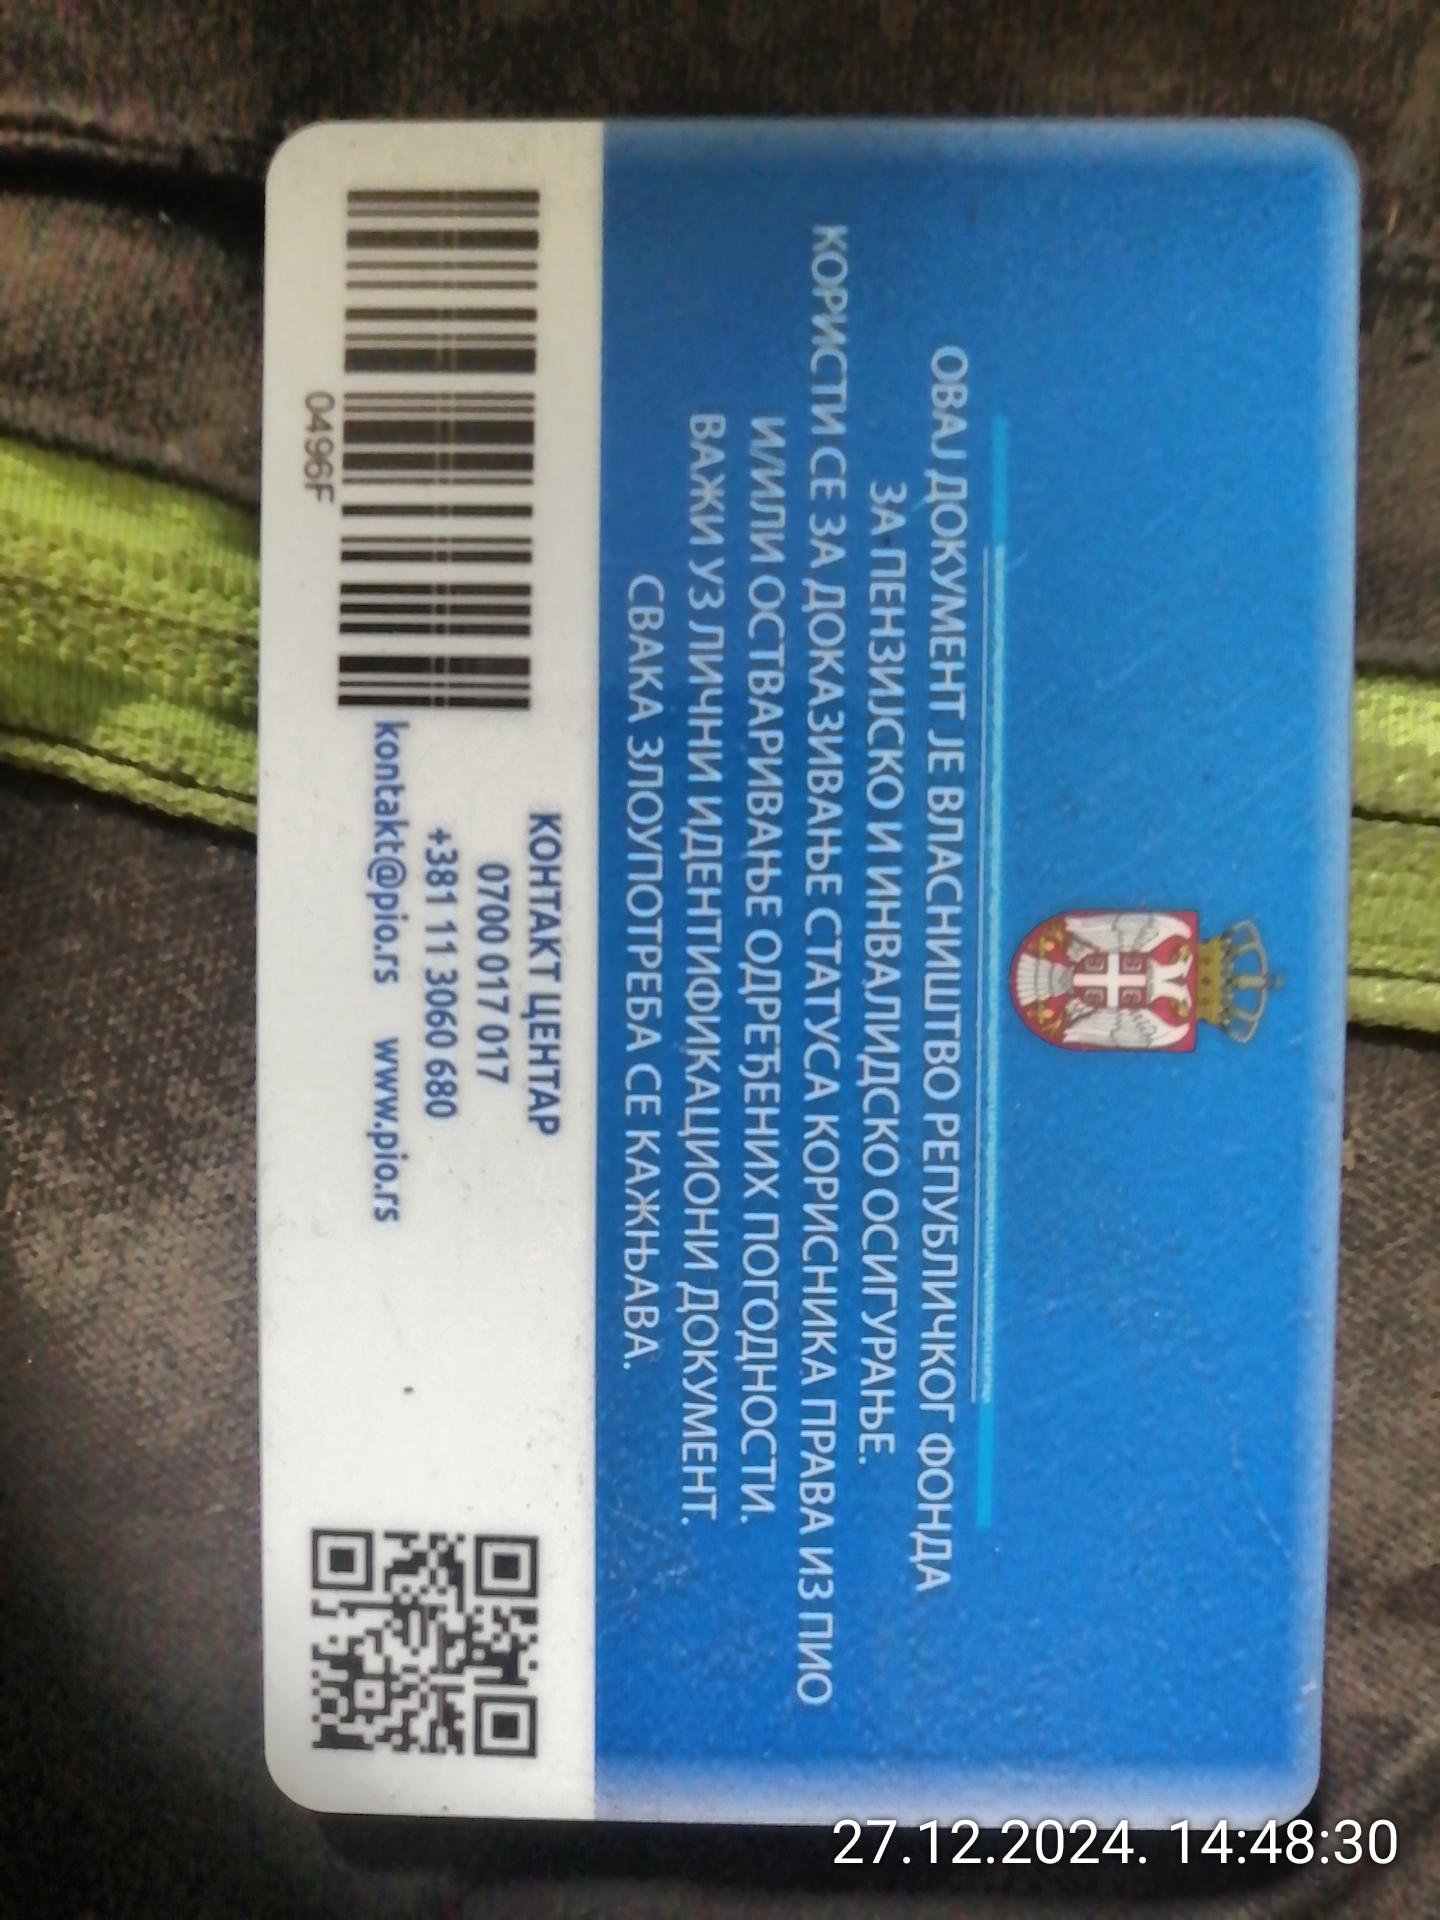 ОВАЈ ДОКУМЕНТ ЈЕ ВЛАСНИШТВО РЕПУБЛИЧКОГ ФОНДА
ЗА ПЕНЗИЈСКО И ИНВАЛИДСКО ОСИГУРАЊЕ.
КОРИСТИ СЕ ЗА ДОКАЗИВАЊЕ СТАТУСА КОРИСНИКА ПРАВА ИЗ ПИО
И/ИЛИ ОСТВАРИВАЊЕ ОДРЕЂЕНИХ ПОГОДНОСТИ.
ВАЖИ УЗ ЛИЧНИ ИДЕНТИФИКАЦИОНИ ДОКУМЕНТ.
СВАКА ЗЛОУПОТРЕБА СЕ КАЖЊАВА.
КОНТАКТ ЦЕНТАР
0700 017 017
+381 11 3060 680
kontakt@pio.rs www.pio.rs
0496F
27.12.2024. 14:48:30